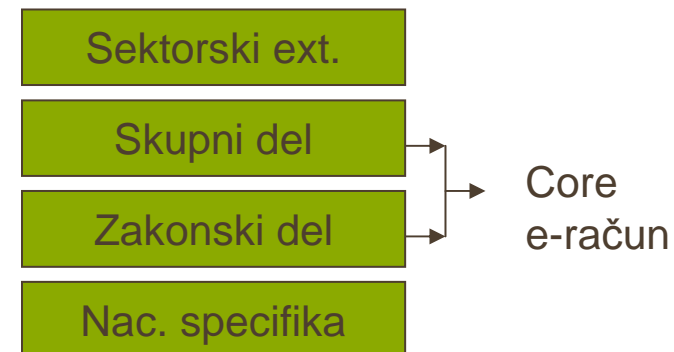 Sektorski ext.
Skupni del
Zakonski del
Nac. specifika
Core
e-račun